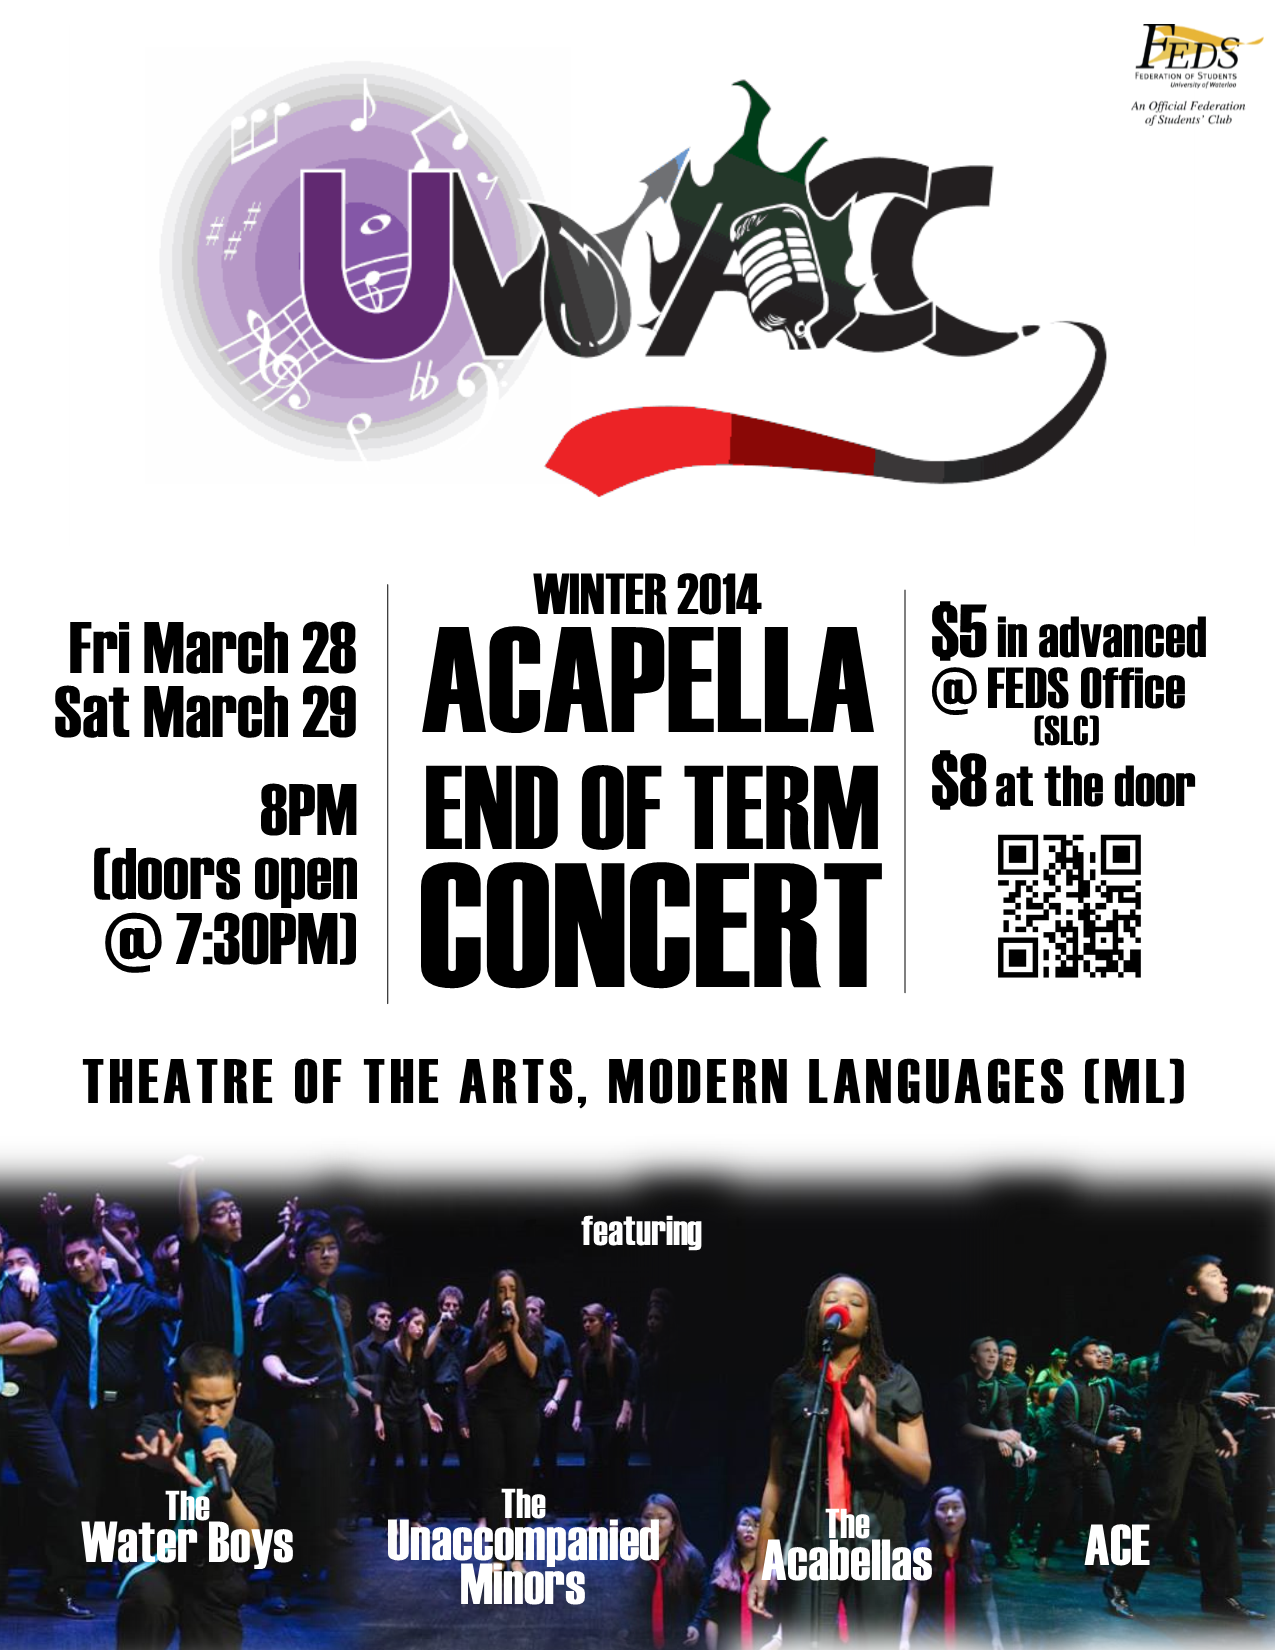 FEDS
FEDERATION OF STUDENTS
University of Waterloo
An Official Federation
of Students' Club
UWACC
Fri March 28
Sat March 29
8PM
(doors open
@ 7:30PM)
WINTER 2014
ACAPELLA
END OF TERM
CONCERT
$5 in advanced
@ FEDS Office
(SLC)
$8 at the door
THEATRE OF THE ARTS, MODERN LANGUAGES (ML)
featuring
The
Water Boys
The
Unaccompanied
Minors
The
Acabellas
ACE